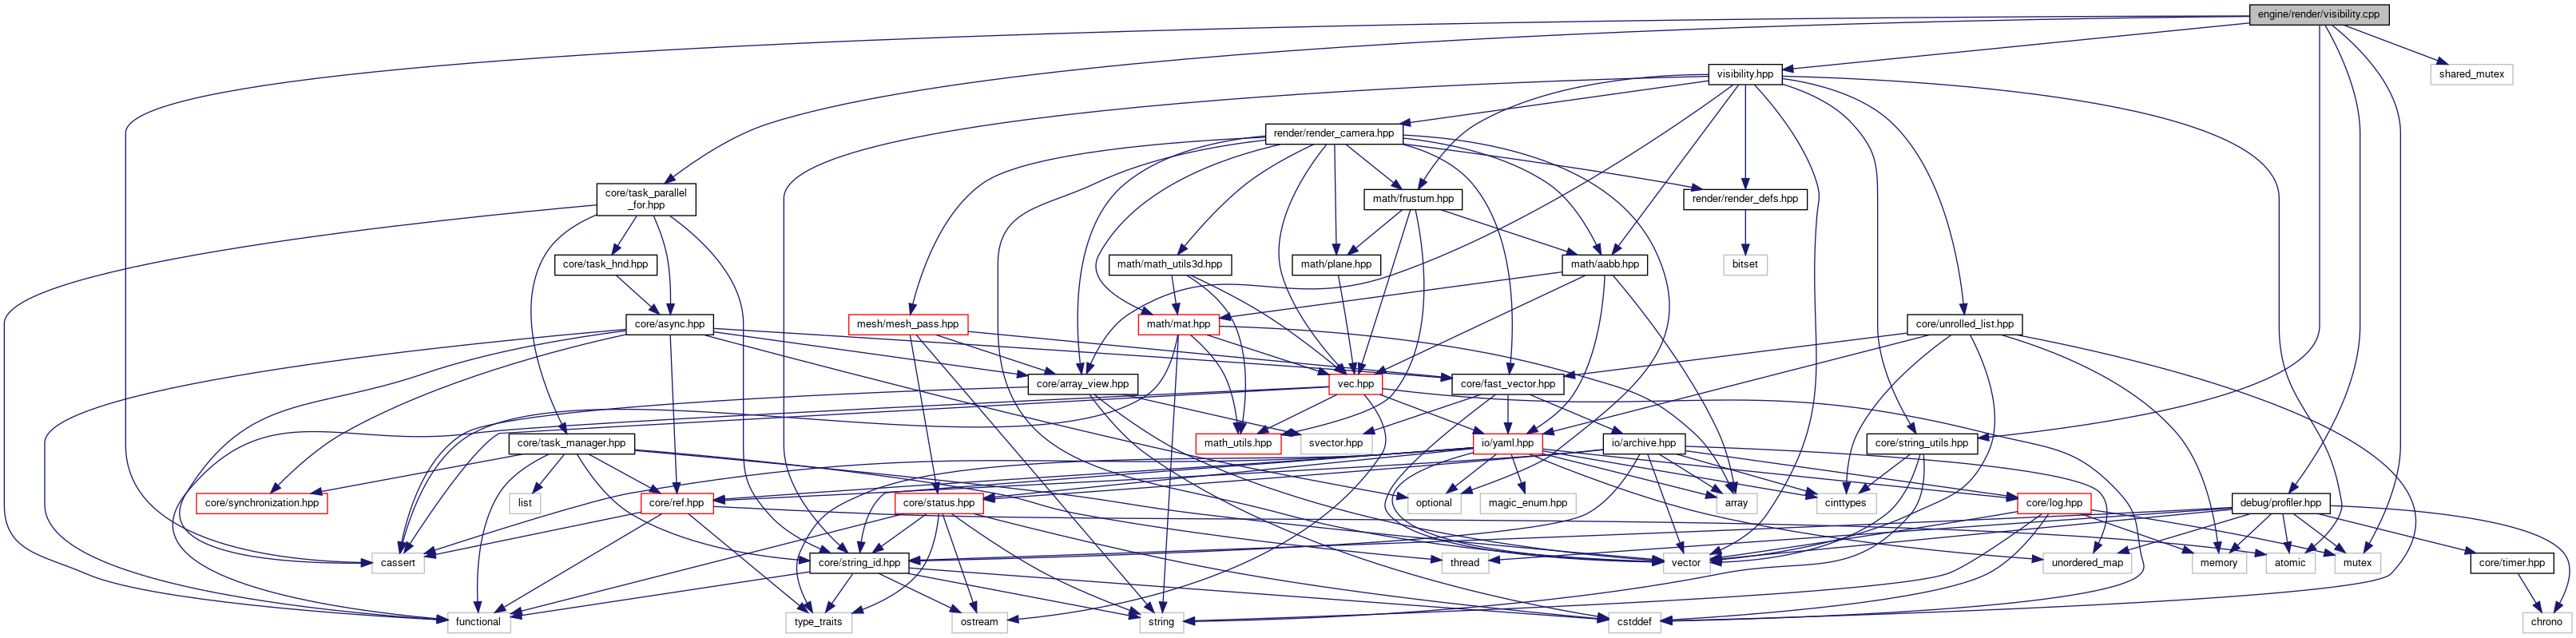 engine/render/visibility.cpp
visibility.hpp
shared_mutex
render/render_camera.hpp
core/task_parallel
_for.hpp
math/frustum.hpp
render/render_defs.hpp
core/task_hnd.hpp
math/math_utils3d.hpp
math/plane.hpp
math/aabb.hpp
bitset
core/async.hpp
mesh/mesh_pass.hpp
math/mat.hpp
core/unrolled_list.hpp
core/array_view.hpp
vec.hpp
core/fast_vector.hpp
core/task_manager.hpp
math_utils.hpp
svector.hpp
io/yaml.hpp
io/archive.hpp
core/string_utils.hpp
core/synchronization.hpp
list
core/ref.hpp
core/status.hpp
optional
magic_enum.hpp
array
cinttypes
core/log.hpp
debug/profiler.hpp
cassert
core/string_id.hpp
thread
vector
unordered_map
memory
atomic
mutex
core/timer.hpp
functional
type_traits
ostream
string
cstddef
chrono